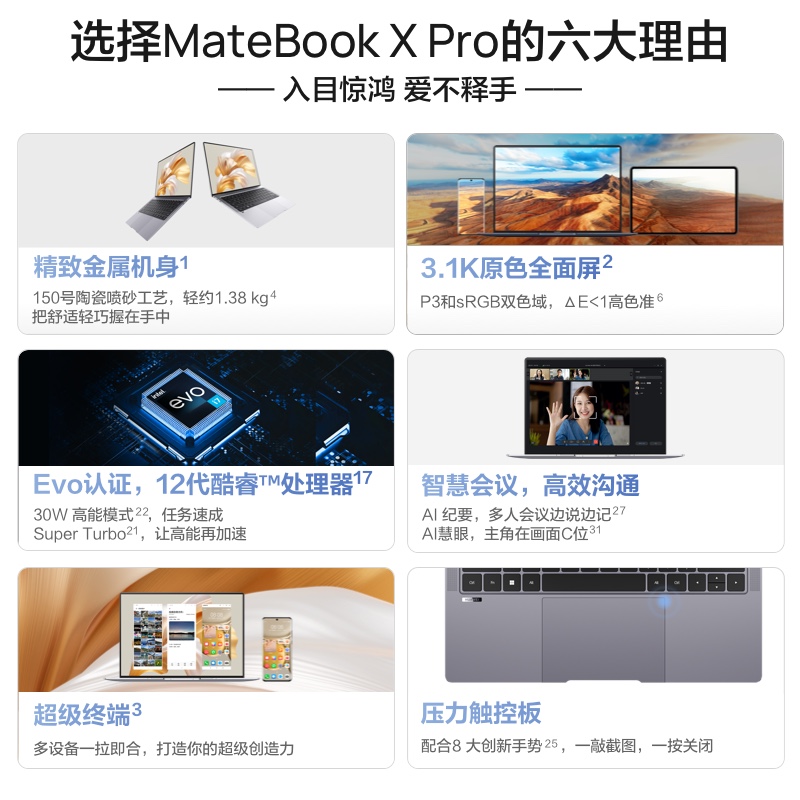 选择MateBook X Pro的六大理由
—— 入目惊鸿 爱不释手 ——
精致金属机身1
150号陶瓷喷砂工艺，轻约1.38 kg4
把舒适轻巧握在手中
3.1K原色全面屏2
P3和sRGB双色域，△E<1高色准6
intel
evo
i7
Evo认证，12代酷睿™处理器17
30W 高能模式22，任务速成
Super Turbo21，让高能再加速
智慧会议，高效沟通
AI 纪要，多人会议边说边记27
AI慧眼，主角在画面C位31
超级终端3
多设备一拉即合，打造你的超级创造力
Ctrl Fn Alt Alt Ctrl
压力触控板
配合8 大创新手势25，一敲截图，一按关闭